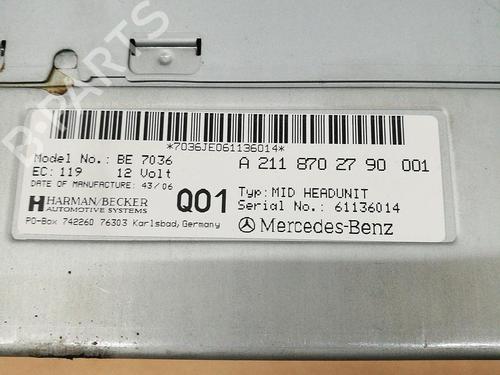 B-PARTS
*7036JE061136014*
Model No.: BE 7036
A 211 870 27 90 001
EC: 119 12 Volt
DATE OF MANUFACTURE: 43/06
HARMAN/BECKER
AUTOMOTIVE SYSTEMS
Q01
Typ: MID HEADUNIT
Serial No.: 61136014
PO-Box 742260 76303 Karlsbad, Germany
Mercedes-Benz